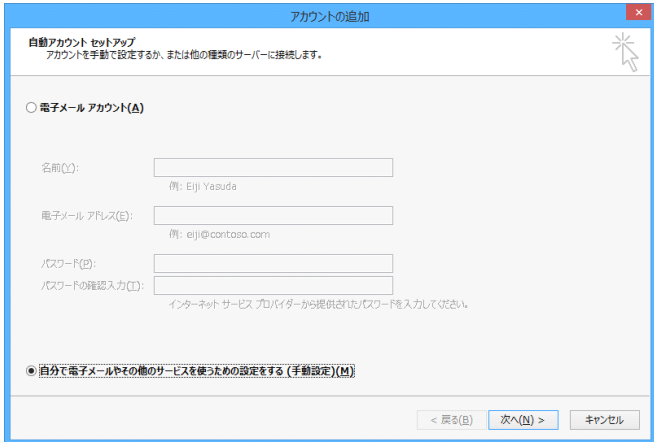 アカウントの追加
×
自動アカウント セットアップ
アカウントを手動で設定するか、または他の種類のサーバーに接続します。
電子メール アカウント(A)
名前(Y):
例: Eiji Yasuda
電子メール アドレス(E):
例: eiji@contoso.com
パスワード(P):
パスワードの確認入力(T):
インターネット サービス プロバイダーから提供されたパスワードを入力してください。
自分で電子メールやその他のサービスを使うための設定をする (手動設定)(M)
< 戻る(B) 次へ(N) > キャンセル